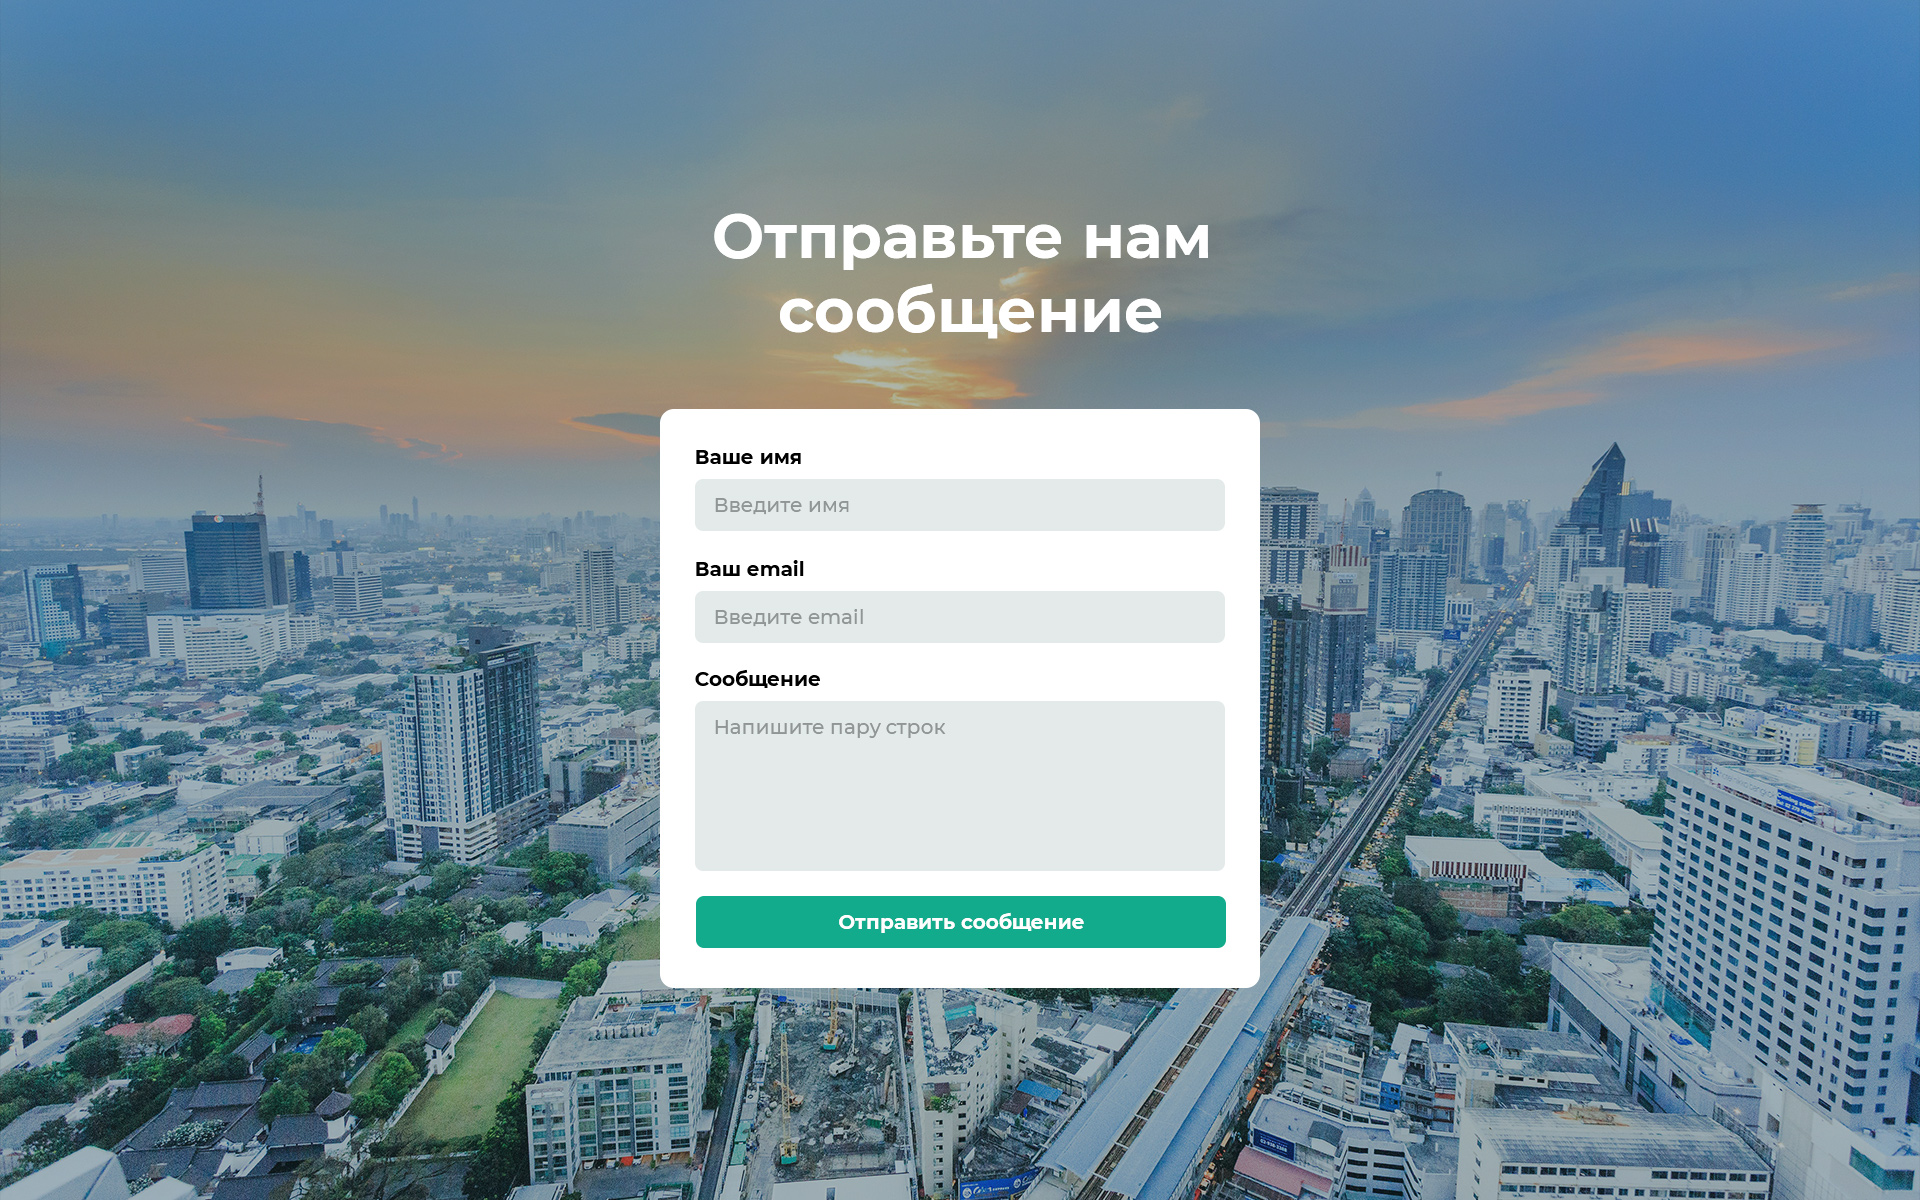 Отправьте нам
сообщение
Ваше имя
Введите имя
Ваш email
Введите email
Сообщение
Напишите пару строк
Отправить сообщение